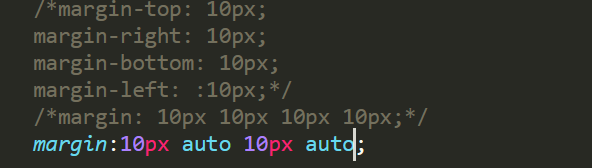 /*margin-top: 10px;
margin-right: 10px;
margin-bottom: 10px;
margin-left: :10px;*/
/*margin: 10px 10px 10px 10px;*/
margin:10px auto 10px auto;